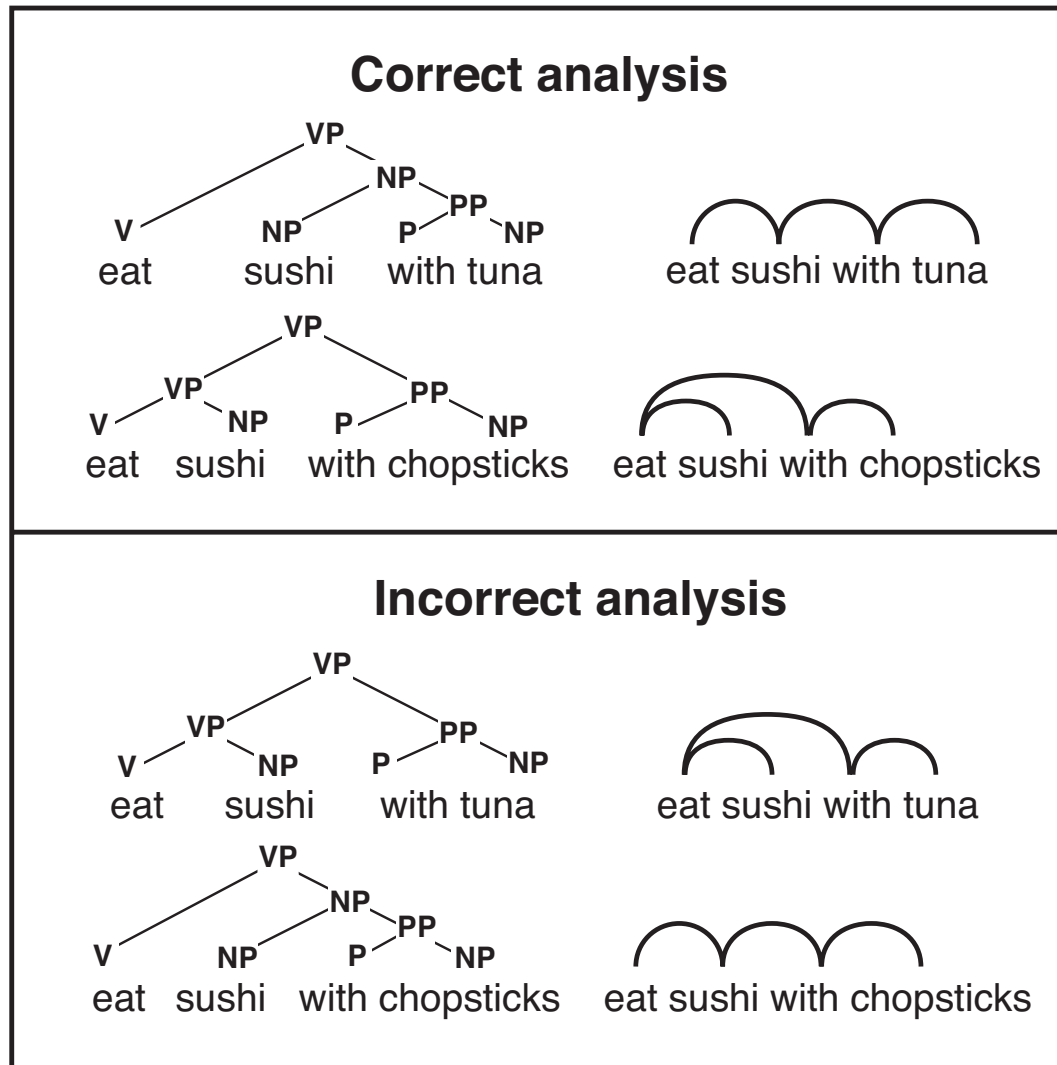 Correct analysis
VP
NP
PP
V NP P NP
eat sushi with tuna
eat sushi with tuna
VP
VP PP
V NP P NP
eat sushi with chopsticks
eat sushi with chopsticks
Incorrect analysis
VP
VP PP
V NP P NP
eat sushi with tuna
eat sushi with tuna
VP
NP
PP
V NP P NP
eat sushi with chopsticks
eat sushi with chopsticks